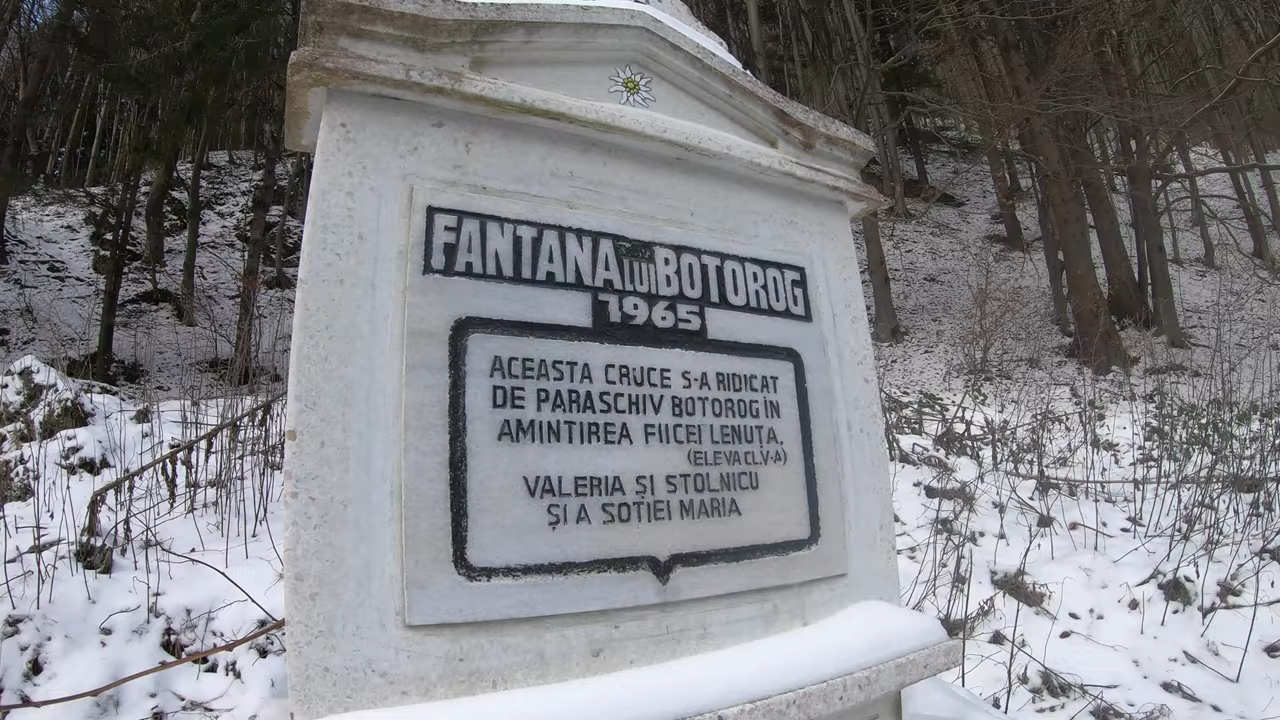 FANTANA LUI BOTOROG
1965
ACEASTA CRUCE S-A RIDICAT
DE PARASCHIV BOTOROG ÎN
AMINTIREA FIICEI LENUȚA,
(ELEVA CL.V-A)
VALERIA ȘI STOLNICU
ȘI A SOȚIEI MARIA